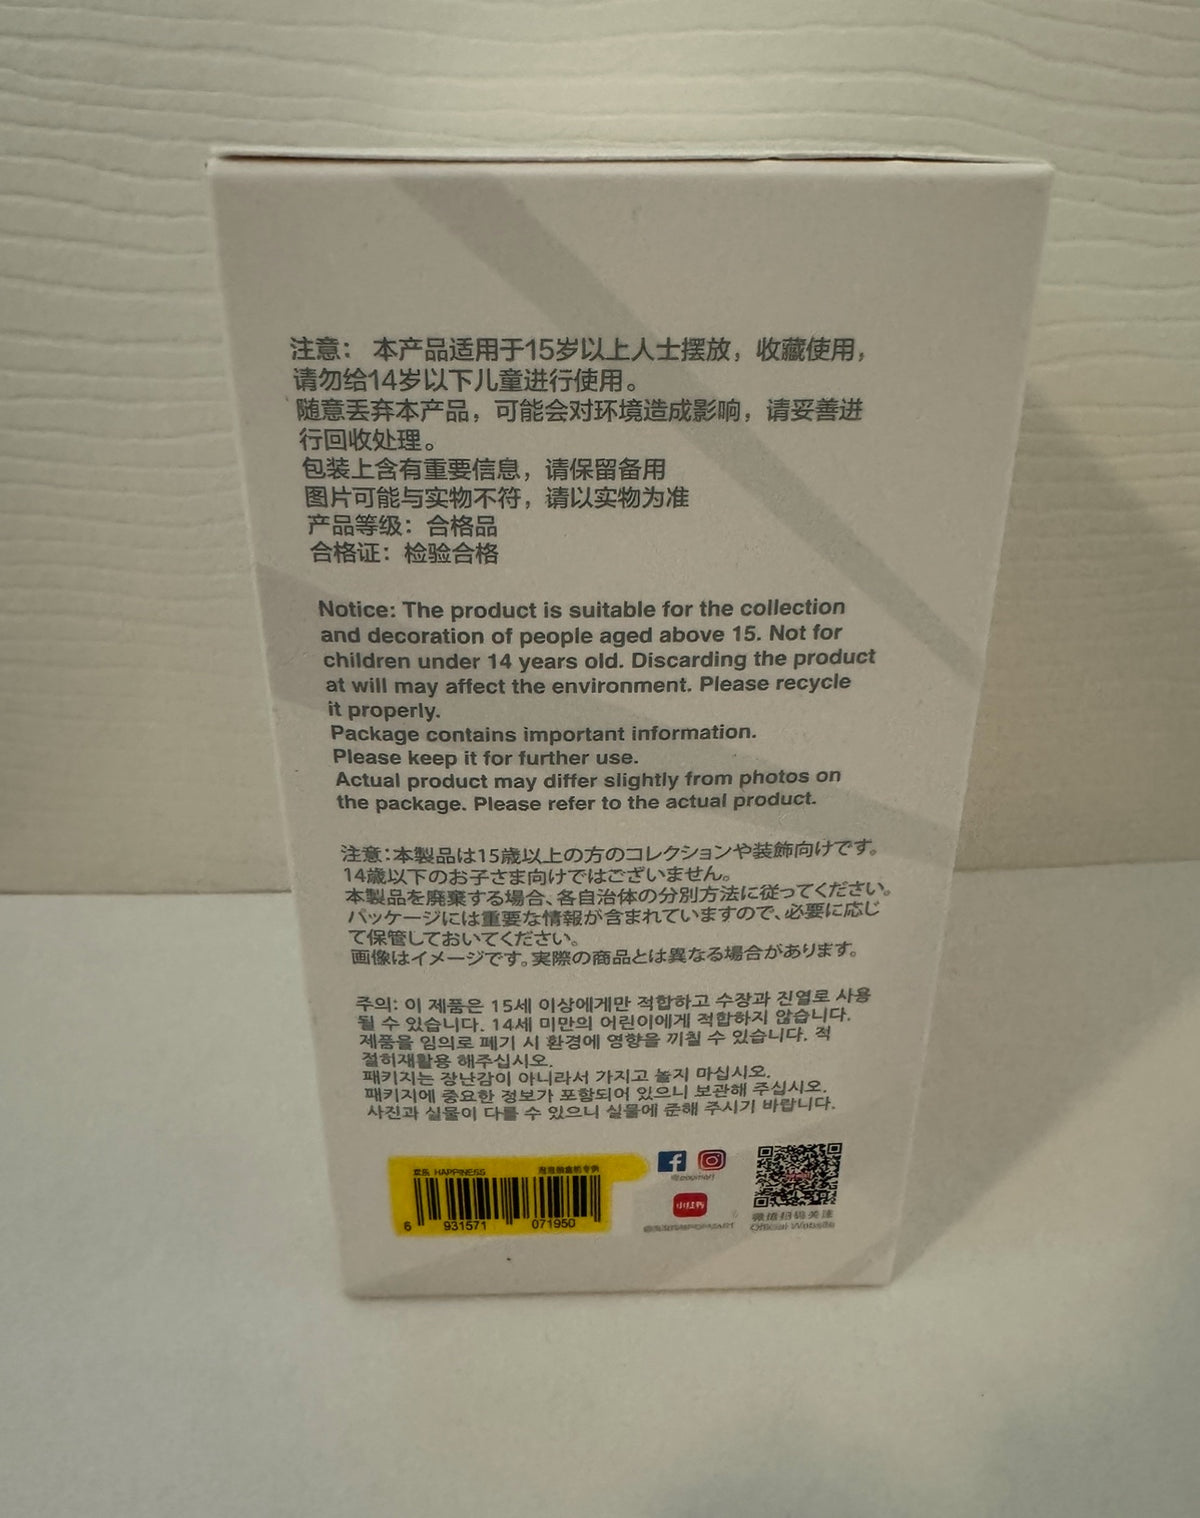 注意： 本产品适用于15岁以上人士摆放，收藏使用，
请勿给14岁以下儿童进行使用。
随意丢弃本产品，可能会对环境造成影响，请妥善进
行回收处理。
包装上含有重要信息，请保留备用
图片可能与实物不符，请以实物为准
产品等级：合格品
合格证：检验合格
Notice: The product is suitable for the collection
and decoration of people aged above 15. Not for
children under 14 years old. Discarding the product
at will may affect the environment. Please recycle
it properly.
Package contains important information.
Please keep it for further use.
Actual product may differ slightly from photos on
the package. Please refer to the actual product.
注意：本製品は15歳以上の方のコレクションや装飾向けです。
14歳以下のお子さま向けではございません。
本製品を廃棄する場合、各自治体の分別方法に従ってください。
パッケージには重要な情報が含まれていますので、必要に応じ
て保管しておいてください。
画像はイメージです。実際の商品とは異なる場合があります。
주의: 이 제품은 15세 이상에게만 적합하고 수장과 진열로 사용
될 수 있습니다. 14세 미만의 어린이에게 적합하지 않습니다.
제품을 임의로 폐기 시 환경에 영향을 끼칠 수 있습니다. 적
절히재활용 해주십시오.
패키지는 장난감이 아니라서 가지고 놀지 마십시오.
패키지에 중요한 정보가 포함되어 있으니 보관해 주십시오.
사진과 실물이 다를 수 있으니 실물에 준해 주시기 바랍니다.
HAPPINESS
6 931571 071950
@popmart
小红书
微信扫码关注
Official Website